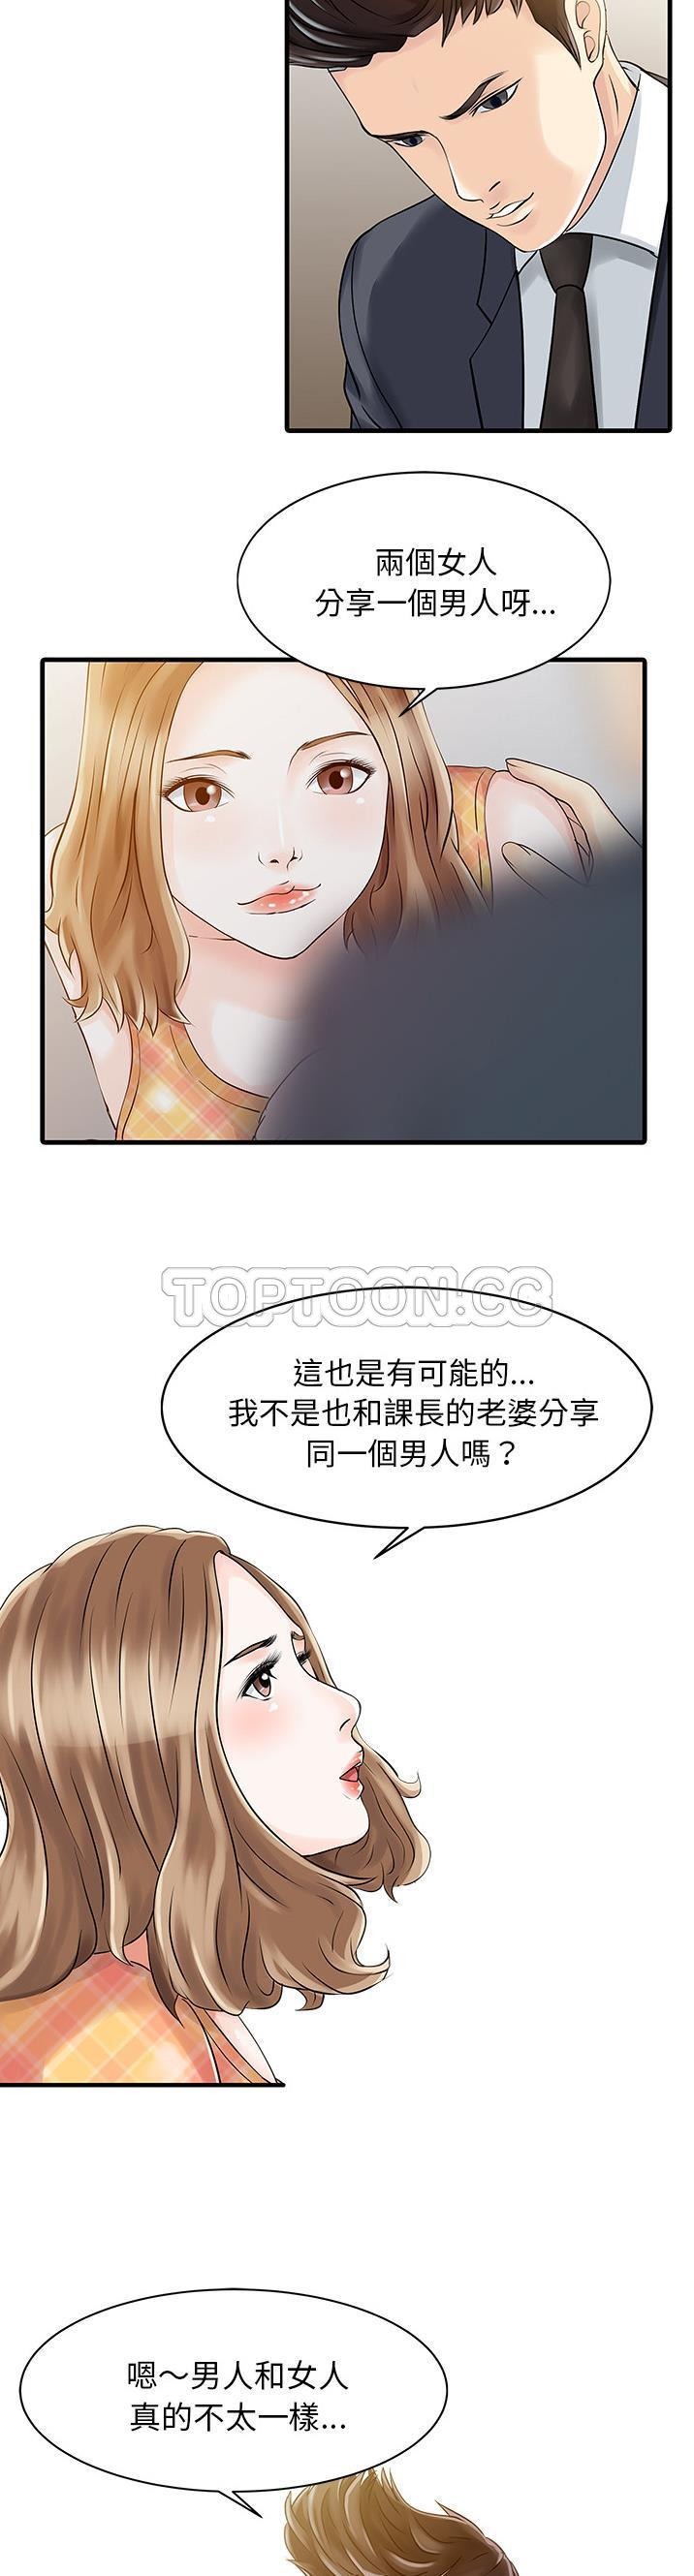 兩個女人
分享一個男人呀...
TOPTOON.CC
這也是有可能的...
我不是也和課長的老婆分享
同一個男人嗎？
嗯～男人和女人
真的不太一樣...